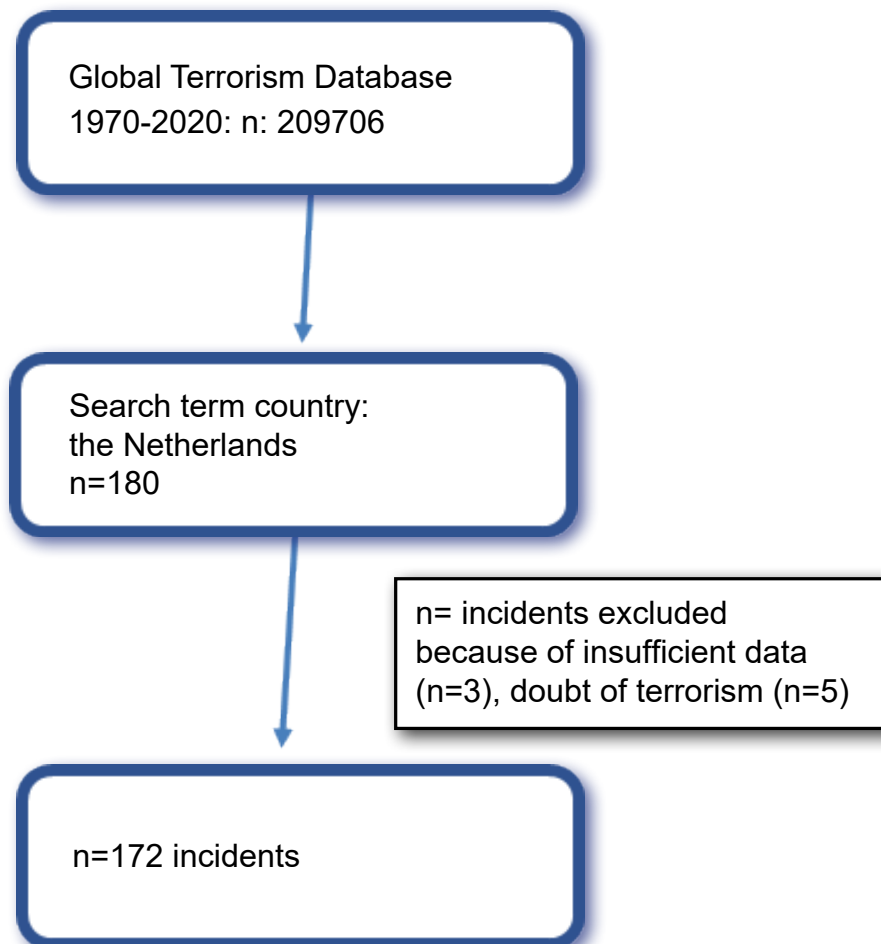 Global Terrorism Database
1970-2020: n: 209706
Search term country:
the Netherlands
n=180
n= incidents excluded
because of insufficient data
(n=3), doubt of terrorism (n=5)
n=172 incidents